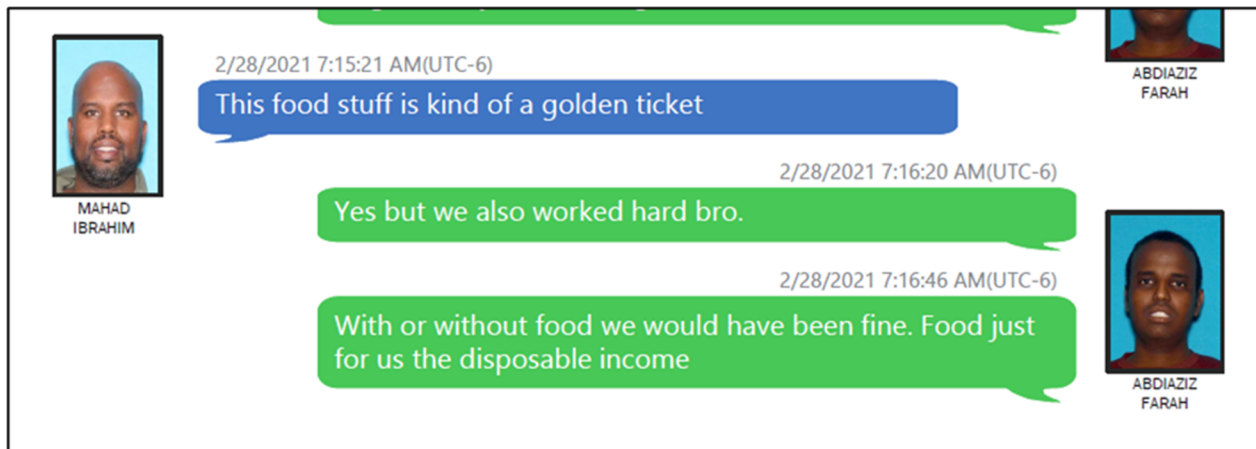 ABDIAZIZ
FARAH
2/28/2021 7:15:21 AM(UTC-6)
This food stuff is kind of a golden ticket
MAHAD
IBRAHIM
2/28/2021 7:16:20 AM(UTC-6)
Yes but we also worked hard bro.
2/28/2021 7:16:46 AM(UTC-6)
With or without food we would have been fine. Food just
for us the disposable income
ABDIAZIZ
FARAH